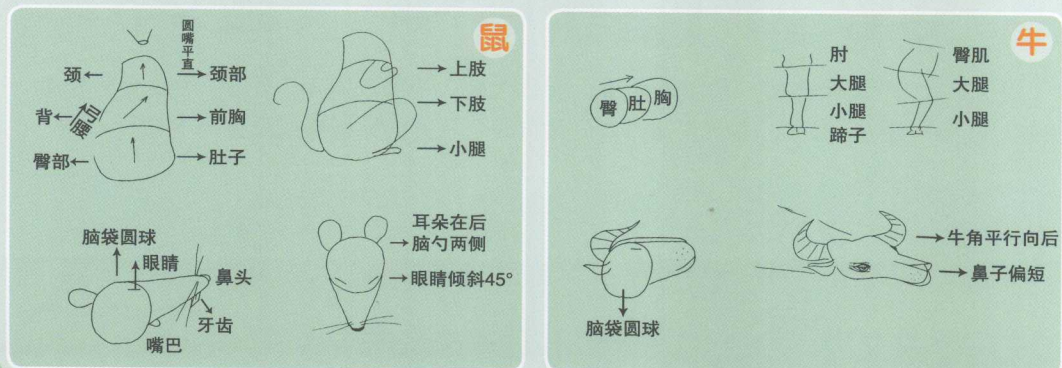 鼠
圆嘴平直
颈
颈部
背
弓腰
前胸
臀部
肚子
上肢
下肢
小腿
脑袋圆球
眼睛
鼻头
牙齿
嘴巴
耳朵在后
脑勺两侧
眼睛倾斜45°
牛
臀
肚
胸
肘
大腿
小腿
蹄子
臀肌
大腿
小腿
脑袋圆球
牛角平行向后
鼻子偏短